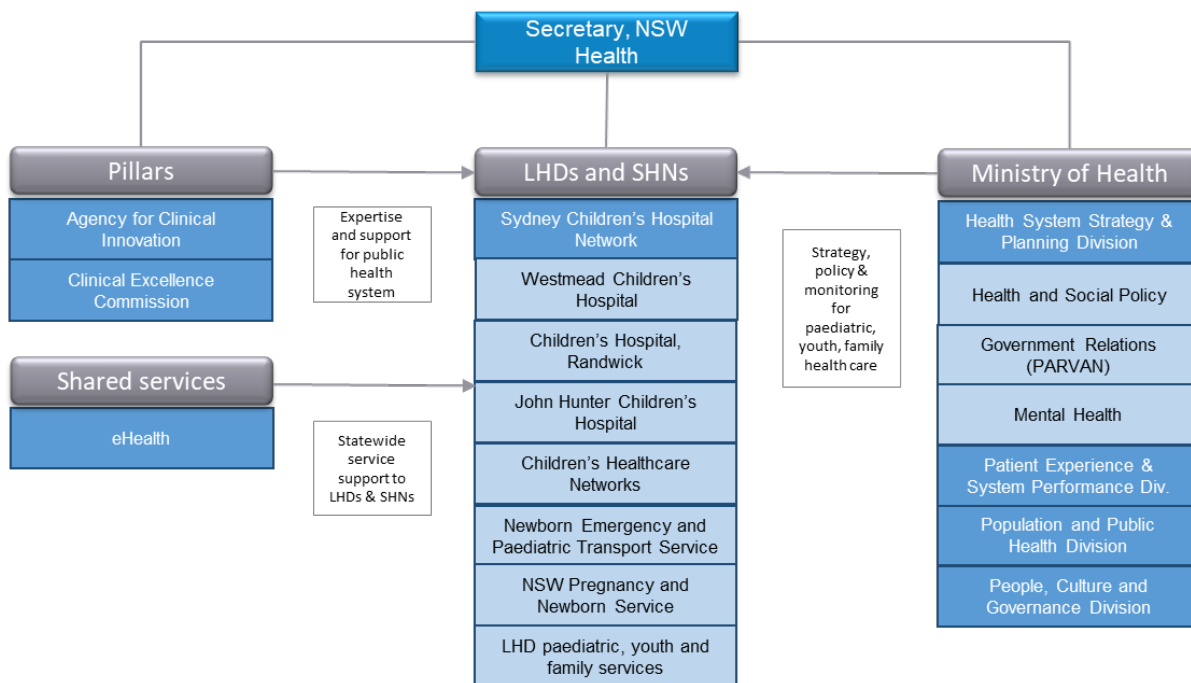 Secretary, NSW
Health
Pillars
Agency for Clinical
Innovation
Clinical Excellence
Commission
Expertise
and support
for public
health
system
Shared services
eHealth
Statewide
service
support to
LHDs & SHNs
LHDs and SHNs
Sydney Children's Hospital
Network
Westmead Children's
Hospital
Children's Hospital,
Randwick
John Hunter Children's
Hospital
Children's Healthcare
Networks
Newborn Emergency and
Paediatric Transport Service
NSW Pregnancy and
Newborn Service
LHD paediatric, youth and
family services
Strategy,
policy &
monitoring
for
paediatric,
youth, family
health care
Ministry of Health
Health System Strategy &
Planning Division
Health and Social Policy
Government Relations
(PARVAN)
Mental Health
Patient Experience &
System Performance Div.
Population and Public
Health Division
People, Culture and
Governance Division